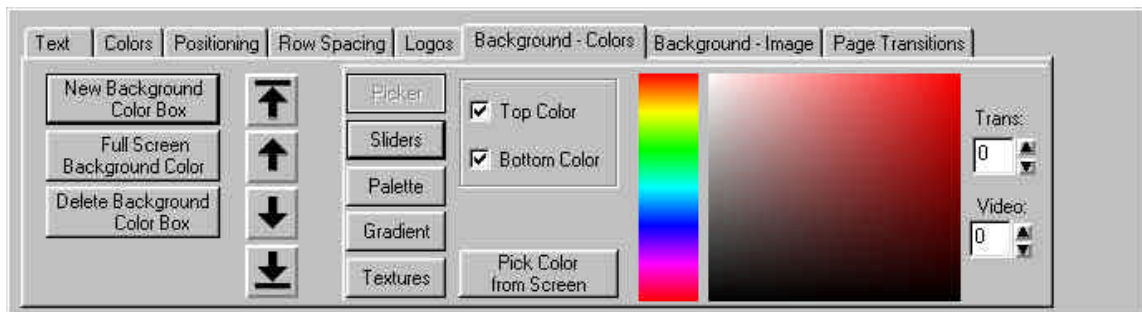 Text Colors Positioning Row Spacing Logos Background - Colors Background - Image Page Transitions
New Background
Color Box
Full Screen
Background Color
Delete Background
Color Box
Picker
Sliders
Palette
Gradient
Textures
Top Color
Bottom Color
Pick Color
from Screen
Trans:
0
Video:
0